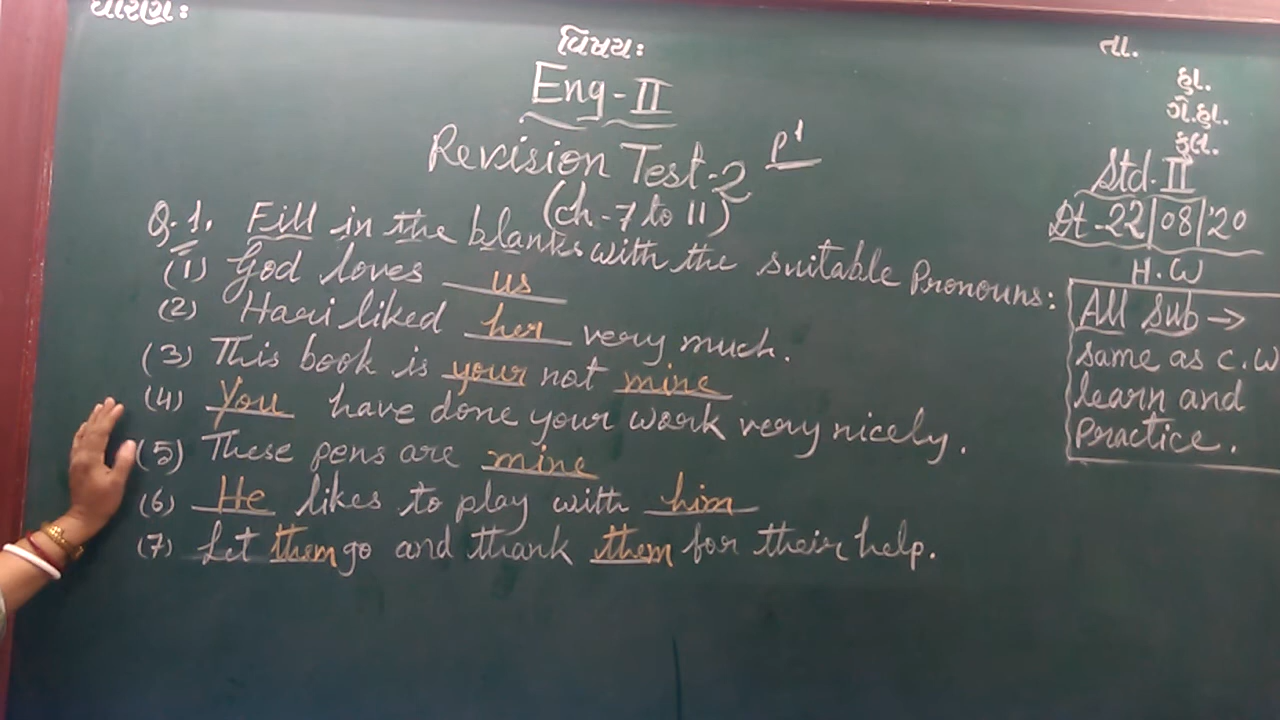 ધોરણ:
વિષય:
તા.
હા.
ગે.હા.
કુલ.
Eng-II
Revision Test-2 P1
(ch-7 to 11)
Std. II
Dt-22/08/'20
H.W
All Sub →
same as C.W
learn and
practice.
Q.1. Fill in the blanks with the suitable Pronouns:
(1) God loves us
(2) Hari liked her very much.
(3) This book is your not mine
(4) You have done your work very nicely.
(5) These pens are mine
(6) He likes to play with him
(7) Let them go and thank them for their help.